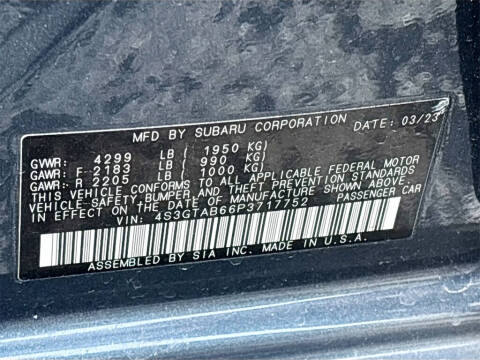 MFD BY SUBARU CORPORATION DATE: 03/23
GVWR: 4299 LB ( 1950 KG)
GAWR: F - 2183 LB ( 990 KG)
GAWR: R - 2205 LB ( 1000 KG)
THIS VEHICLE CONFORMS TO ALL APPLICABLE FEDERAL MOTOR
VEHICLE-SAFETY, BUMPER, AND THEFT PREVENTION STANDARDS
IN EFFECT ON THE DATE OF MANUFACTURE SHOWN ABOVE.
VIN: 4S3GTAB66P3717752 PASSENGER CAR
ASSEMBLED BY SIA INC. MADE IN U.S.A.